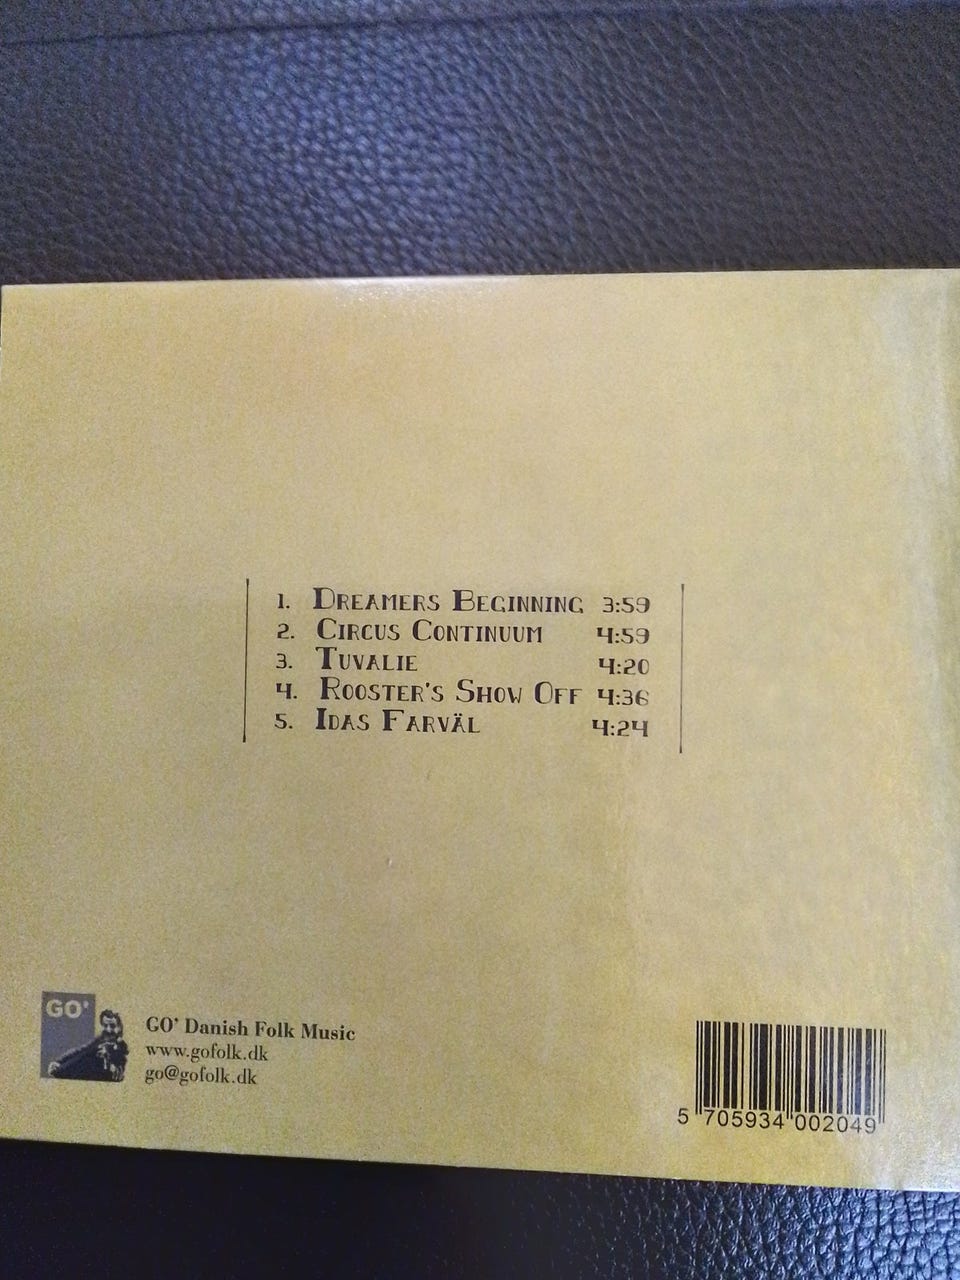 1. Dreamers Beginning 3:59
2. Circus Continuum 4:59
3. Tuvalie 4:20
4. Rooster's Show Off 4:36
5. Idas Farväl 4:24
GO'
GO' Danish Folk Music
www.gofolk.dk
go@gofolk.dk
5 705934 002049